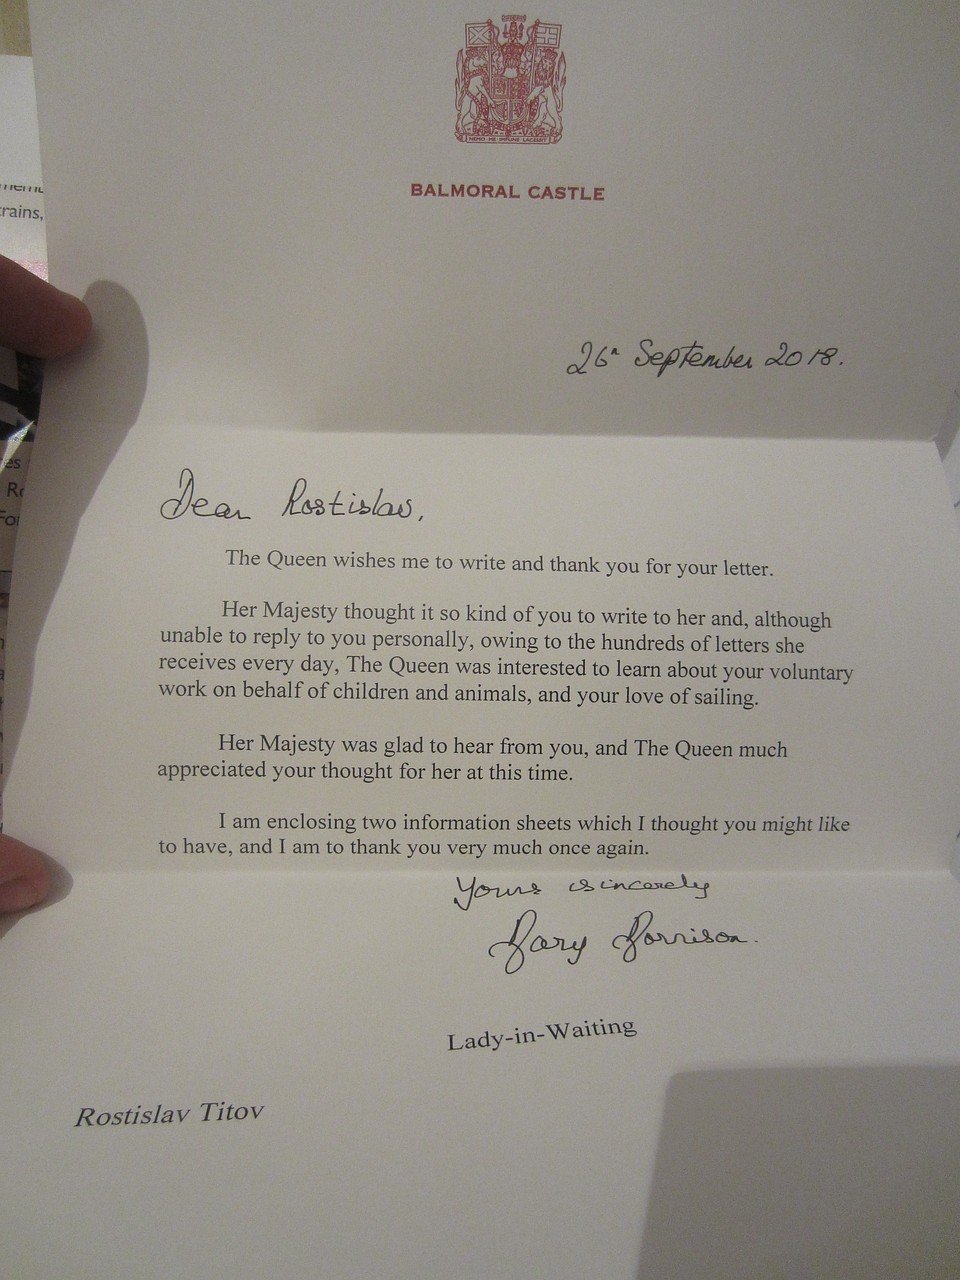 NEMO ME IMPUNE LACESSIT
BALMORAL CASTLE
26th September 2018.
Dear Rostislav,
The Queen wishes me to write and thank you for your letter.
Her Majesty thought it so kind of you to write to her and, although
unable to reply to you personally, owing to the hundreds of letters she
receives every day, The Queen was interested to learn about your voluntary
work on behalf of children and animals, and your love of sailing.
Her Majesty was glad to hear from you, and The Queen much
appreciated your thought for her at this time.
I am enclosing two information sheets which I thought you might like
to have, and I am to thank you very much once again.
Yours sincerely
Mary Morrison.
Lady-in-Waiting
Rostislav Titov
trains,